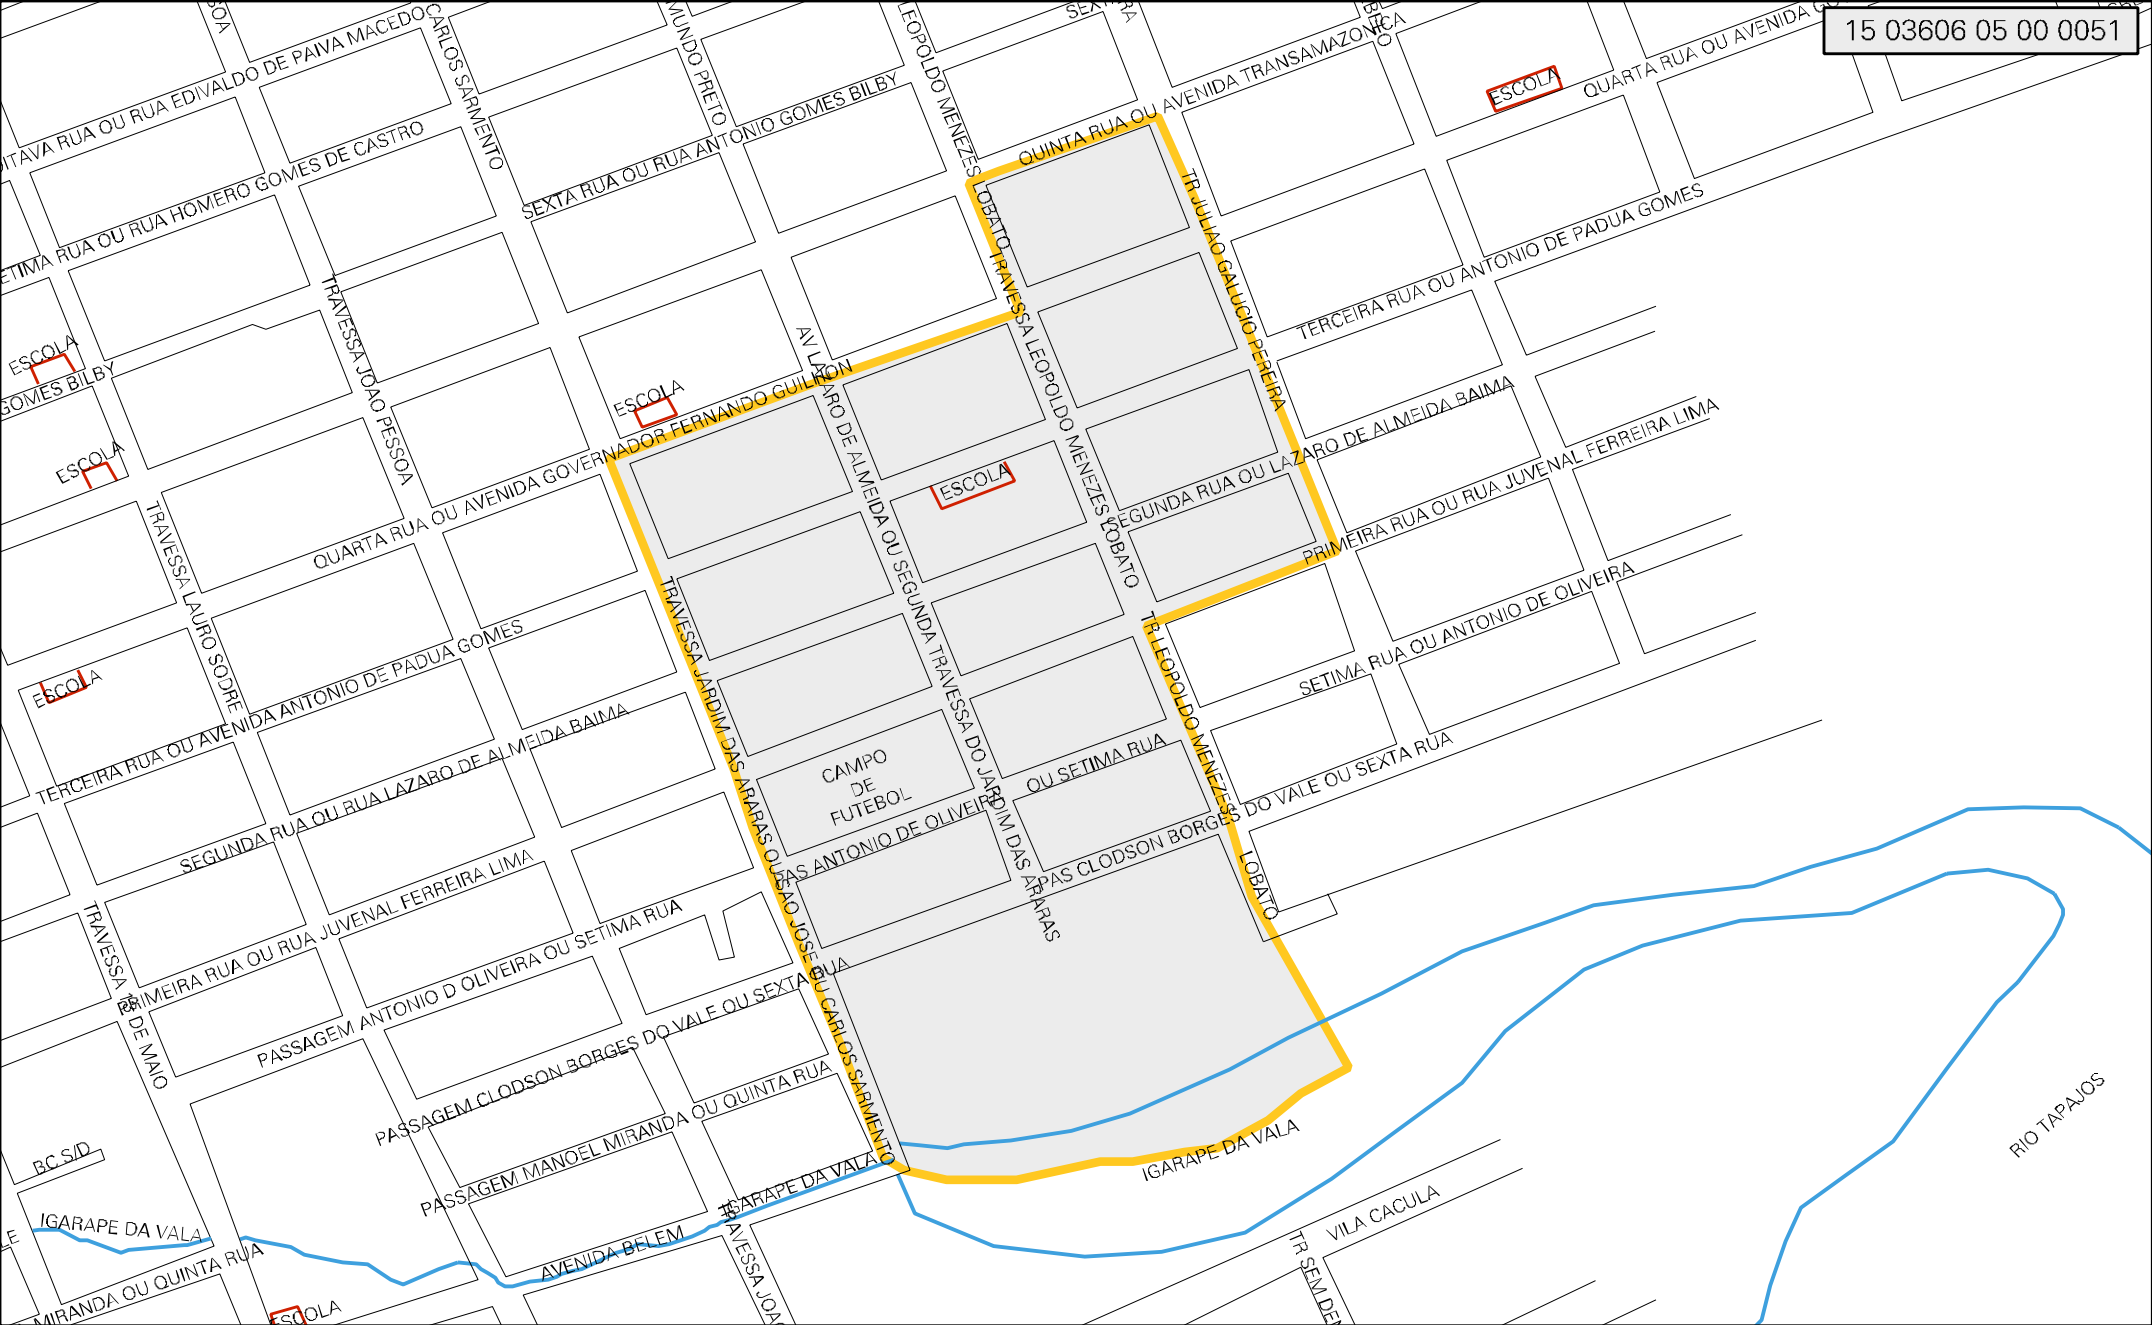 15 03606 05 00 0051
OITAVA RUA OU RUA EDIVALDO DE PAIVA MACEDO
CARLOS SARMENTO
MUNDO PRETO
LEOPOLDO MENEZES LOBATO
QUINTA RUA OU AVENIDA TRANSAMAZONICA
ESCOLA
QUARTA RUA OU AVENIDA GU
ETIMA RUA OU RUA HOMERO GOMES DE CASTRO
SEXTA RUA OU RUA ANTONIO GOMES BILBY
TR JULIAO GALUCIO PEREIRA
TERCEIRA RUA OU ANTONIO DE PADUA GOMES
TRAVESSA JOAO PESSOA
TRAVESSA LEOPOLDO MENEZES LOBATO
ESCOLA
GOMES BILBY
ESCOLA
AV LAZARO DE ALMEIDA OU SEGUNDA TRAVESSA DO JARDIM DAS ARARAS
ESCOLA
QUARTA RUA OU AVENIDA GOVERNADOR FERNANDO GUILHON
ESCOLA
SEGUNDA RUA OU LAZARO DE ALMEIDA BAIMA
PRIMEIRA RUA OU RUA JUVENAL FERREIRA LIMA
TRAVESSA LAURO SODRE
TRAVESSA JARDIM DAS ARARAS OU SAO JOSE OU CARLOS SARMENTO
TR LEOPOLDO MENEZES
LOBATO
SETIMA RUA OU ANTONIO DE OLIVEIRA
ESCOLA
TERCEIRA RUA OU AVENIDA ANTONIO DE PADUA GOMES
SEGUNDA RUA OU RUA LAZARO DE ALMEIDA BAIMA
CAMPO
DE
FUTEBOL
PAS ANTONIO DE OLIVEIRA
OU SETIMA RUA
PAS CLODSON BORGES DO VALE OU SEXTA RUA
PRIMEIRA RUA OU RUA JUVENAL FERREIRA LIMA
TRAVESSA 15 DE MAIO
PASSAGEM ANTONIO D OLIVEIRA OU SETIMA RUA
PASSAGEM CLODSON BORGES DO VALE OU SEXTA RUA
PASSAGEM MANOEL MIRANDA OU QUINTA RUA
BC S/D
IGARAPE DA VALA
IGARAPE DA VALA
IGARAPE DA VALA
RIO TAPAJOS
AVENIDA BELEM
TRAVESSA JOAO
VILA CACULA
TR SEM DEN
MIRANDA OU QUINTA RUA
ESCOLA